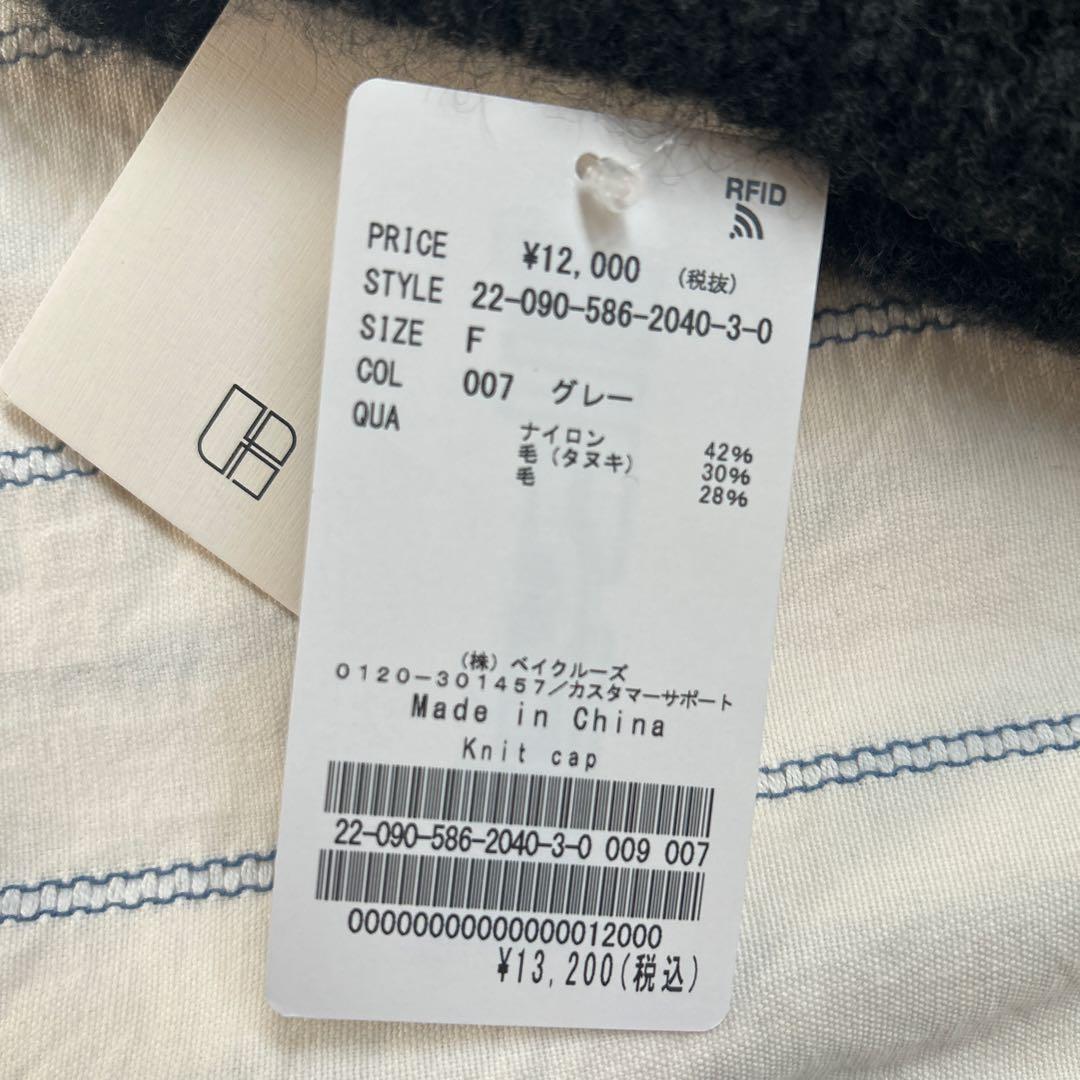 RFID
PRICE ¥12,000 (税抜)
STYLE 22-090-586-2040-3-0
SIZE F
COL 007 グレー
QUA
ナイロン 42%
毛(タヌキ) 30%
毛 28%
(株)ベイクルーズ
0120-301457/カスタマーサポート
Made in China
Knit cap
22-090-586-2040-3-0 009 007
00000000000000012000
¥13,200(税込)